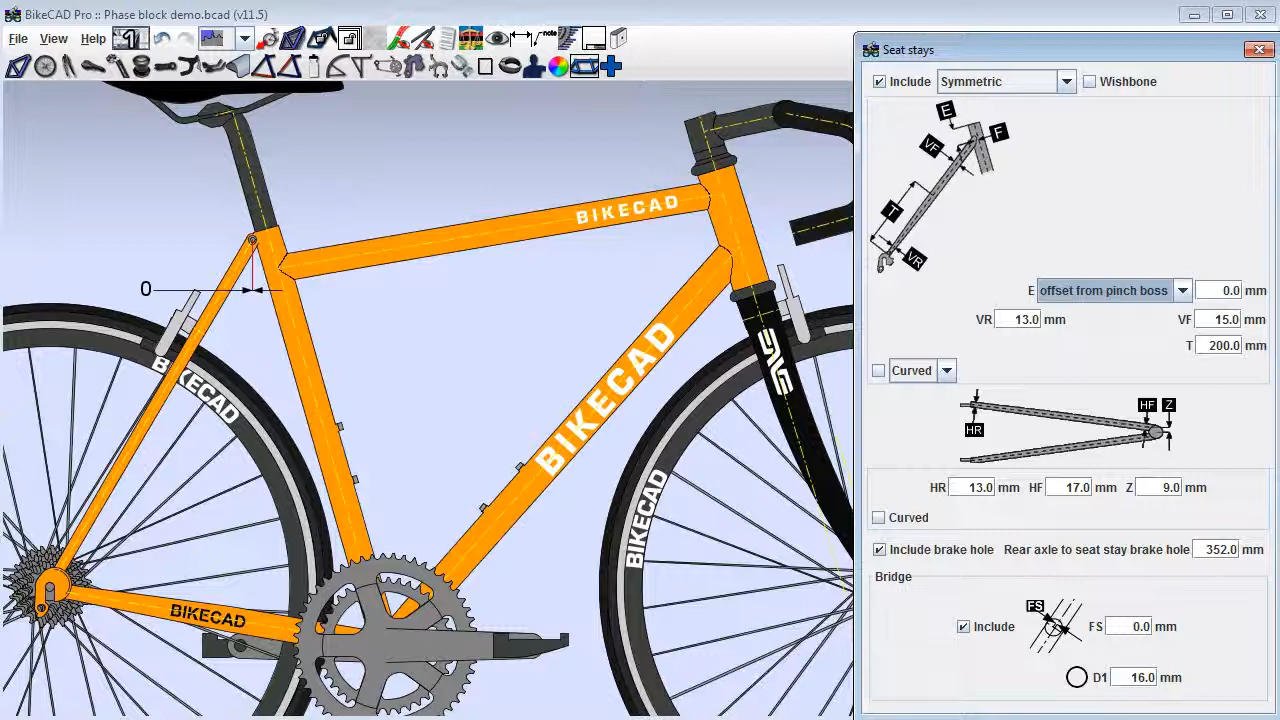 BikeCAD Pro :: Phase block demo.bcad (v11.5)
File View Help 1 note
Seat stays
Include Symmetric Wishbone
E
F
VF
T
VR
E offset from pinch boss 0.0 mm
VR 13.0 mm VF 15.0 mm
T 200.0 mm
Curved
HF Z
HR
HR 13.0 mm HF 17.0 mm Z 9.0 mm
Curved
Include brake hole Rear axle to seat stay brake hole 352.0 mm
Bridge
FS
Include FS 0.0 mm
D1 16.0 mm
BIKECAD
0
BIKECAD
BIKECAD
BIKECAD
BIKECAD
ENVE